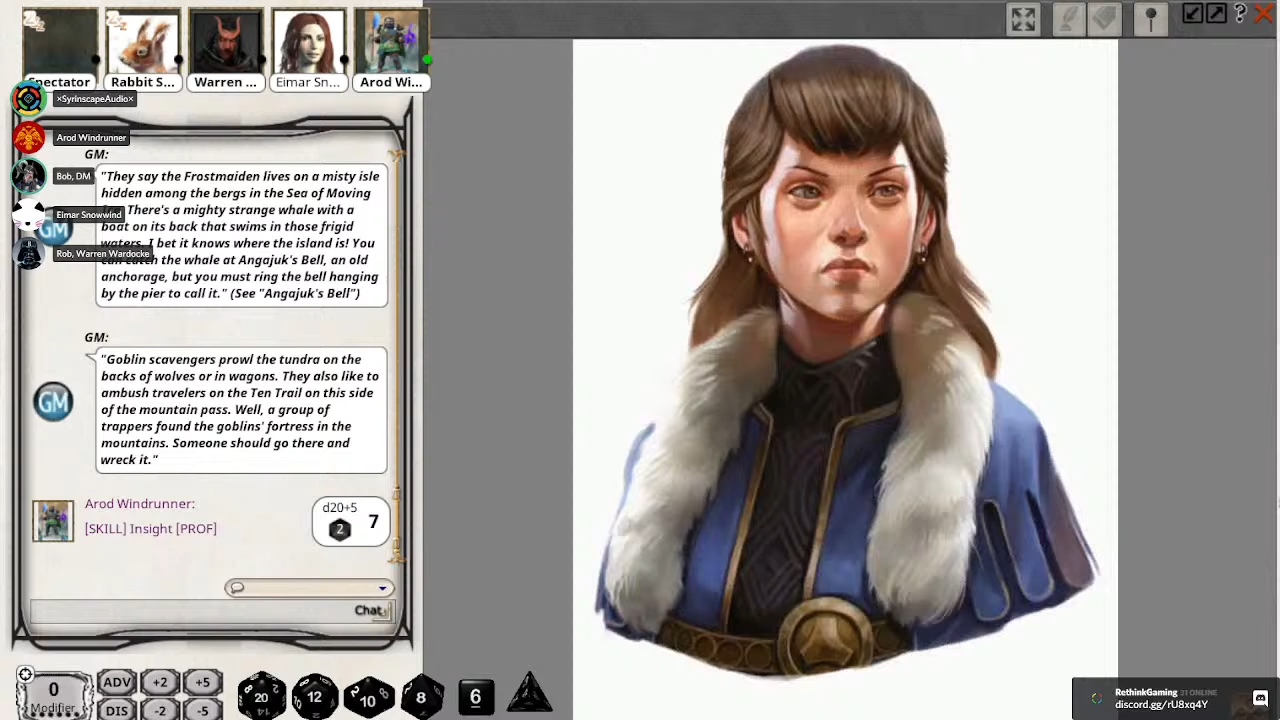 Spectator
Rabbit S...
Warren ...
Eimar Sn...
Arod Wi...
×SyrinscapeAudio×
Arod Windrunner
Bob, DM
Eimar Snowwind
Rob, Warren Wardocke
GM:
"They say the Frostmaiden lives on a misty isle
hidden among the bergs in the Sea of Moving
There's a mighty strange whale with a
boat on its back that swims in those frigid
waters. I bet it knows where the island is! You
can catch the whale at Angajuk's Bell, an old
anchorage, but you must ring the bell hanging
by the pier to call it." (See "Angajuk's Bell")
GM
GM:
"Goblin scavengers prowl the tundra on the
backs of wolves or in wagons. They also like to
ambush travelers on the Ten Trail on this side
of the mountain pass. Well, a group of
trappers found the goblins' fortress in the
mountains. Someone should go there and
wreck it."
GM
Arod Windrunner:
[SKILL] Insight [PROF]
d20+5
2
7
Chat
0
Modifier
ADV
+2
+5
DIS
-2
-5
20
12
10
8
6
RethinkGaming 31 ONLINE
discord.gg/rU8xq4Y